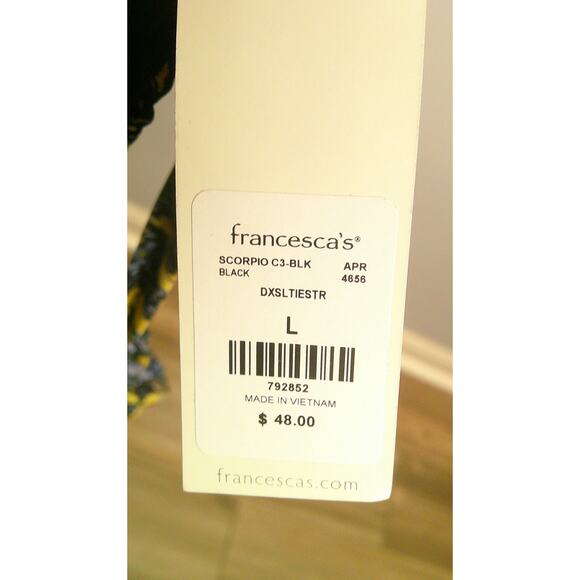 francesca's®
SCORPIO C3-BLK APR
BLACK 4656
DXSLTIESTR
L
792852
MADE IN VIETNAM
$ 48.00
francescas.com